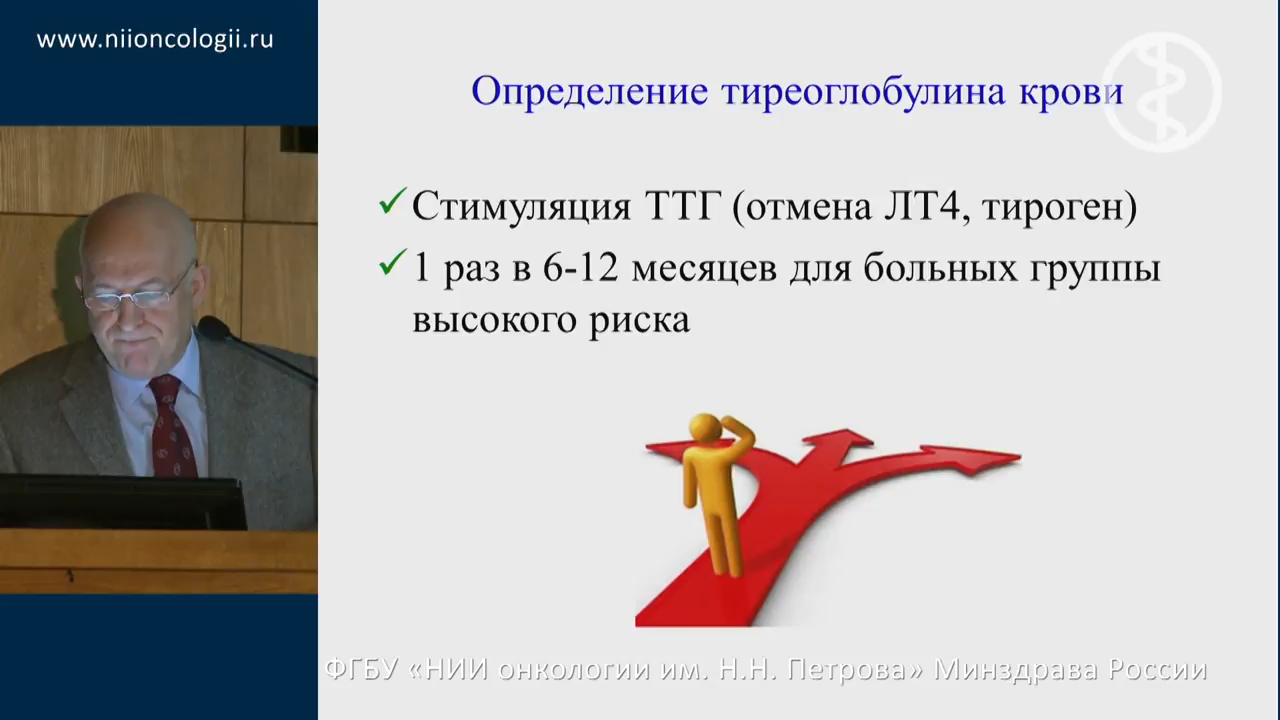 www.niioncologii.ru
Определение тиреоглобулина крови
Стимуляция ТТГ (отмена ЛТ4, тироген)
1 раз в 6-12 месяцев для больных группы
высокого риска
ФГБУ «НИИ онкологии им. Н.Н. Петрова» Минздрава России